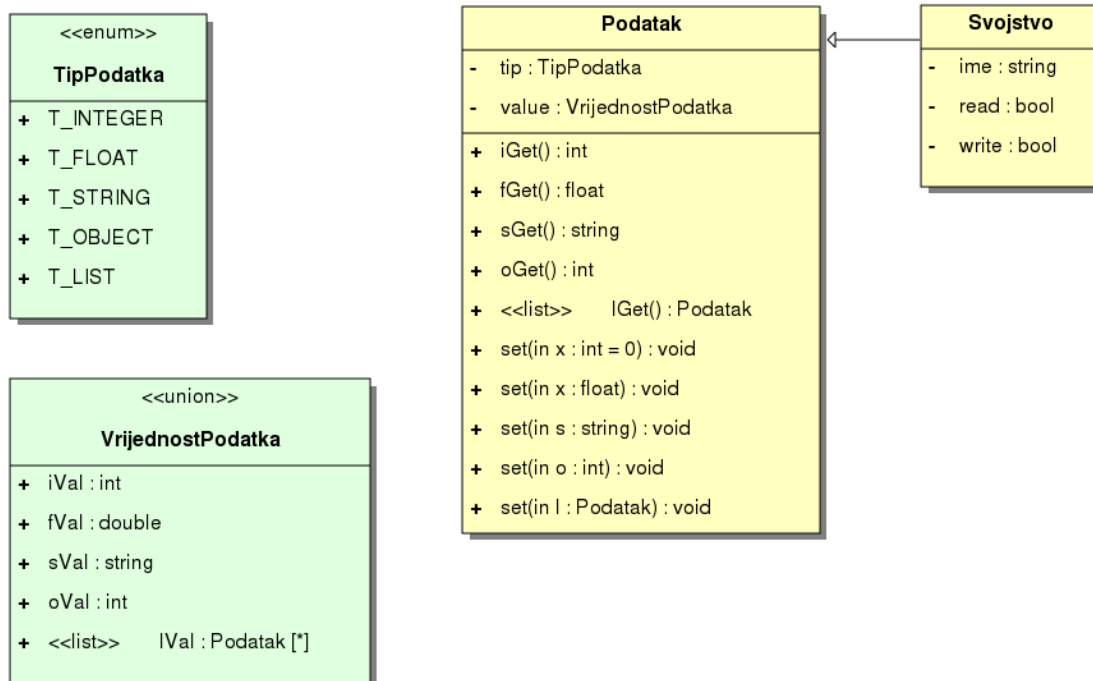 <<enum>>
TipPodatka
+ T_INTEGER
+ T_FLOAT
+ T_STRING
+ T_OBJECT
+ T_LIST
<<union>>
VrijednostPodatka
+ iVal : int
+ fVal : double
+ sVal : string
+ oVal : int
+ <<list>> lVal : Podatak [*]
Podatak
- tip : TipPodatka
- value : VrijednostPodatka
+ iGet() : int
+ fGet() : float
+ sGet() : string
+ oGet() : int
+ <<list>> lGet() : Podatak
+ set(in x : int = 0) : void
+ set(in x : float) : void
+ set(in s : string) : void
+ set(in o : int) : void
+ set(in l : Podatak) : void
Svojstvo
- ime : string
- read : bool
- write : bool